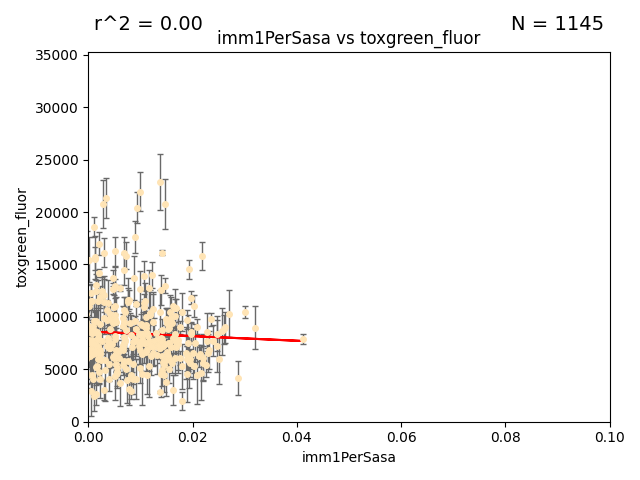 r^2 = 0.00
N = 1145
imm1PerSasa vs toxgreen_fluor
35000
30000
25000
20000
15000
10000
5000
0
toxgreen_fluor
0.00 0.02 0.04 0.06 0.08 0.10
imm1PerSasa